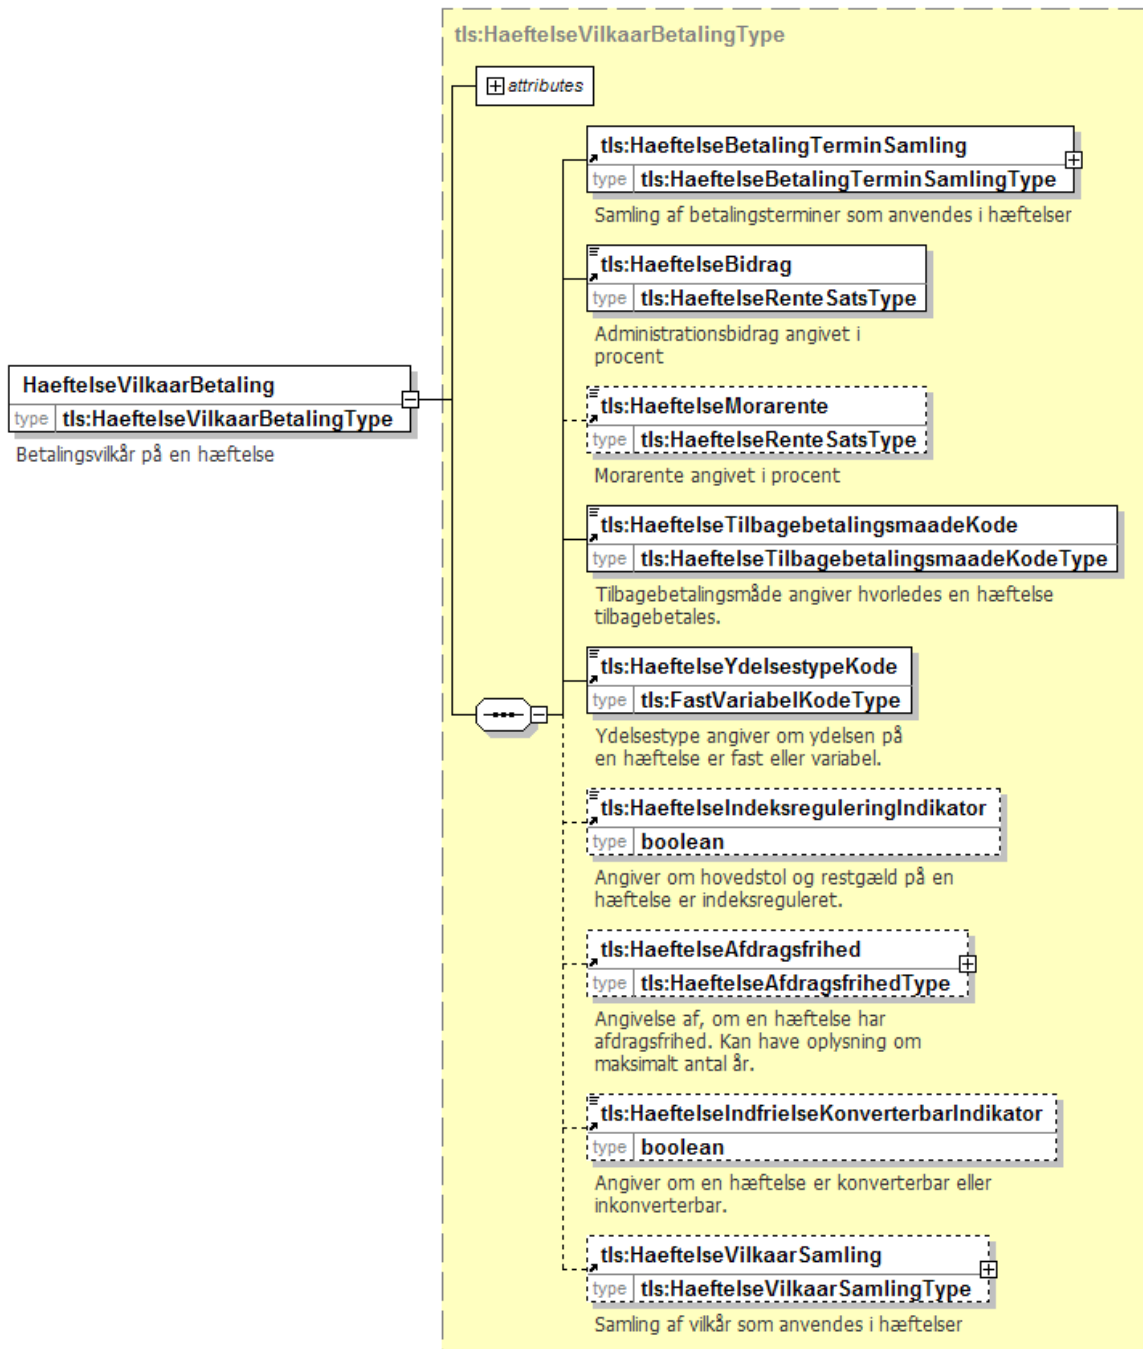 tls:HaeftelseVilkaarBetalingType
attributes
tls:HaeftelseBetalingTerminSamling
type tls:HaeftelseBetalingTerminSamlingType
Samling af betalingsterminer som anvendes i hæftelser
tls:HaeftelseBidrag
type tls:HaeftelseRenteSatsType
Administrationsbidrag angivet i
procent
HaeftelseVilkaarBetaling
type tls:HaeftelseVilkaarBetalingType
Betalingsvilkår på en hæftelse
tls:HaeftelseMorarente
type tls:HaeftelseRenteSatsType
Morarente angivet i procent
tls:HaeftelseTilbagebetalingsmaadeKode
type tls:HaeftelseTilbagebetalingsmaadeKodeType
Tilbagebetalingsmåde angiver hvorledes en hæftelse
tilbagebetales.
tls:HaeftelseYdelsestypeKode
type tls:FastVariabelKodeType
Ydelsestype angiver om ydelsen på
en hæftelse er fast eller variabel.
tls:HaeftelseIndeksreguleringIndikator
type boolean
Angiver om hovedstol og restgæld på en
hæftelse er indeksreguleret.
tls:HaeftelseAfdragsfrihed
type tls:HaeftelseAfdragsfrihedType
Angivelse af, om en hæftelse har
afdragsfrihed. Kan have oplysning om
maksimalt antal år.
tls:HaeftelseIndfrielseKonverterbarIndikator
type boolean
Angiver om en hæftelse er konverterbar eller
inkonverterbar.
tls:HaeftelseVilkaarSamling
type tls:HaeftelseVilkaarSamlingType
Samling af vilkår som anvendes i hæftelser